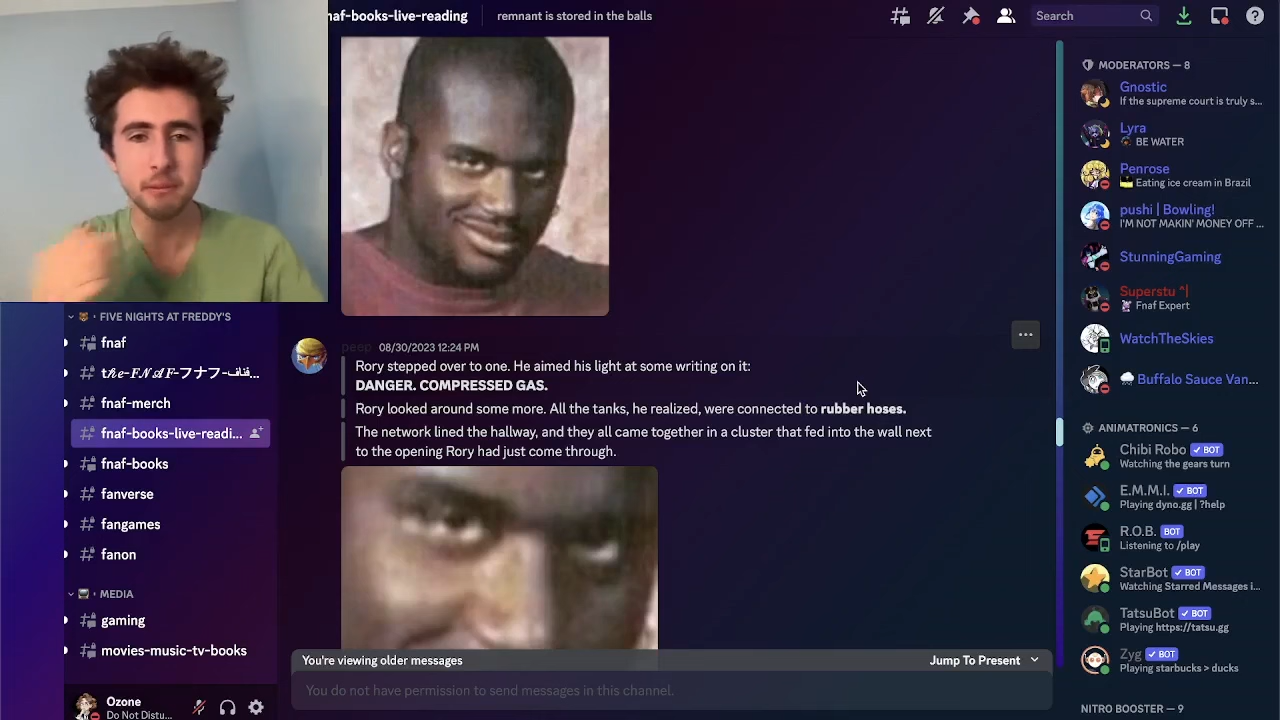 naf-books-live-reading
remnant is stored in the balls
Search
FIVE NIGHTS AT FREDDY'S
fnaf
tℎe-𝐹𝑁𝐴𝐹-フナフ-فناف...
fnaf-merch
fnaf-books-live-readi...
fnaf-books
fanverse
fangames
fanon
MEDIA
gaming
movies-music-tv-books
Ozone
Do Not Distu...
peep 08/30/2023 12:24 PM
Rory stepped over to one. He aimed his light at some writing on it:
DANGER. COMPRESSED GAS.
Rory looked around some more. All the tanks, he realized, were connected to rubber hoses.
The network lined the hallway, and they all came together in a cluster that fed into the wall next
to the opening Rory had just come through.
You're viewing older messages
Jump To Present
You do not have permission to send messages in this channel.
MODERATORS — 8
Gnostic
If the supreme court is truly s...
Lyra
BE WATER
Penrose
Eating ice cream in Brazil
pushi | Bowling!
I'M NOT MAKIN' MONEY OFF ...
StunningGaming
Superstu ^|
Fnaf Expert
WatchTheSkies
Buffalo Sauce Van...
ANIMATRONICS — 6
Chibi Robo BOT
Watching the gears turn
E.M.M.I. BOT
Playing dyno.gg | ?help
R.O.B. BOT
Listening to /play
StarBot BOT
Watching Starred Messages i...
TatsuBot BOT
Playing https://tatsu.gg
Zyg BOT
Playing starbucks > ducks
NITRO BOOSTER — 9